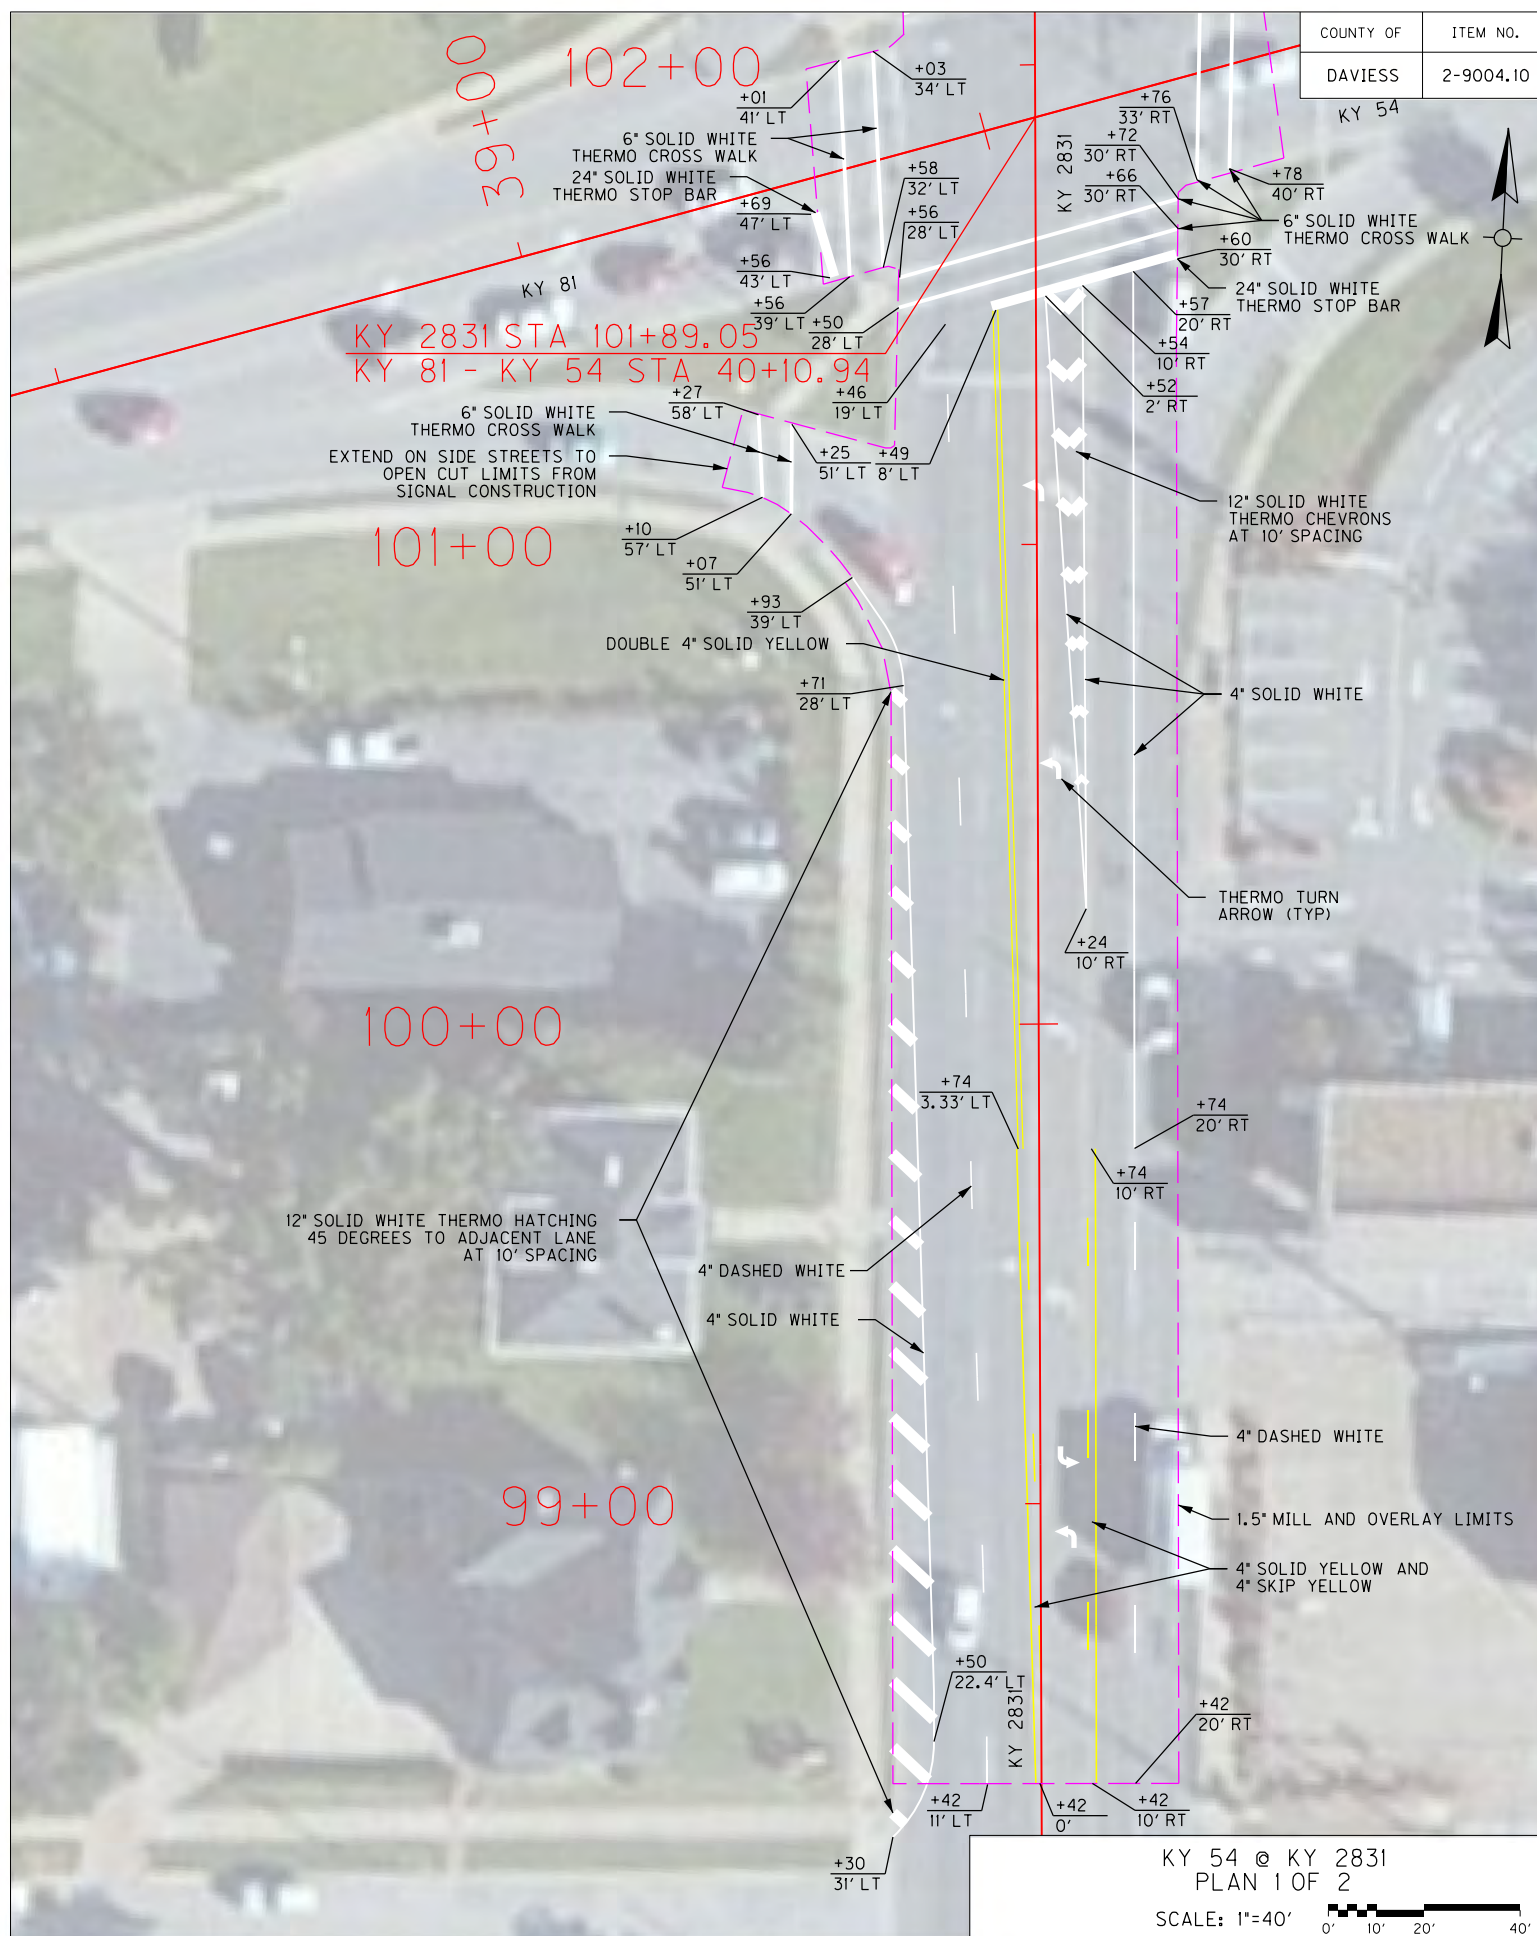 COUNTY OF
ITEM NO.
DAVIESS
2-9004.10
39+00
102+00
+03
34' LT
+01
41' LT
6" SOLID WHITE
THERMO CROSS WALK
24" SOLID WHITE
THERMO STOP BAR
+69
47' LT
+58
32' LT
+56
28' LT
+56
43' LT
+56
39' LT
+50
28' LT
KY 81
KY 54
KY 2831
+76
33' RT
+72
30' RT
+66
30' RT
+78
40' RT
6" SOLID WHITE
THERMO CROSS WALK
+60
30' RT
24" SOLID WHITE
THERMO STOP BAR
+57
20' RT
+54
10' RT
+52
2' RT
KY 2831 STA 101+89.05
KY 81 - KY 54 STA 40+10.94
+46
19' LT
+27
58' LT
6" SOLID WHITE
THERMO CROSS WALK
EXTEND ON SIDE STREETS TO
OPEN CUT LIMITS FROM
SIGNAL CONSTRUCTION
+25
51' LT
+49
8' LT
12" SOLID WHITE
THERMO CHEVRONS
AT 10' SPACING
101+00
+10
57' LT
+07
51' LT
+93
39' LT
DOUBLE 4" SOLID YELLOW
+71
28' LT
4" SOLID WHITE
THERMO TURN
ARROW (TYP)
+24
10' RT
100+00
+74
3.33' LT
+74
20' RT
+74
10' RT
12" SOLID WHITE THERMO HATCHING
45 DEGREES TO ADJACENT LANE
AT 10' SPACING
4" DASHED WHITE
4" SOLID WHITE
4" DASHED WHITE
99+00
1.5" MILL AND OVERLAY LIMITS
4" SOLID YELLOW AND
4" SKIP YELLOW
+50
22.4' LT
KY 2831
+42
20' RT
+42
11' LT
+42
0'
+42
10' RT
+30
31' LT
KY 54 @ KY 2831
PLAN 1 OF 2
SCALE: 1"=40'
0' 10' 20' 40'